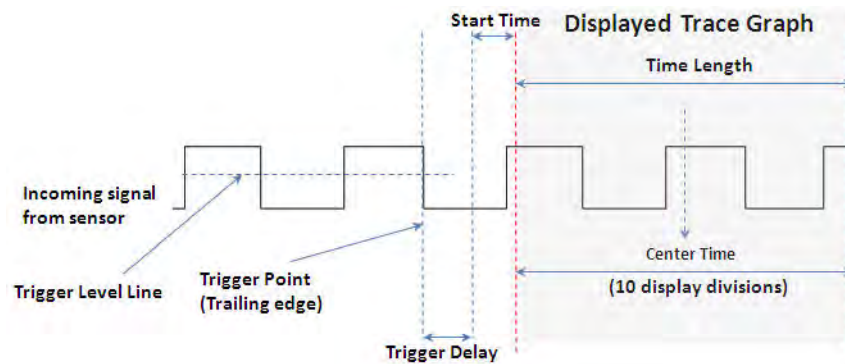 Start Time
Displayed Trace Graph
Time Length
Incoming signal
from sensor
Trigger Level Line
Trigger Point
(Trailing edge)
Center Time
(10 display divisions)
Trigger Delay